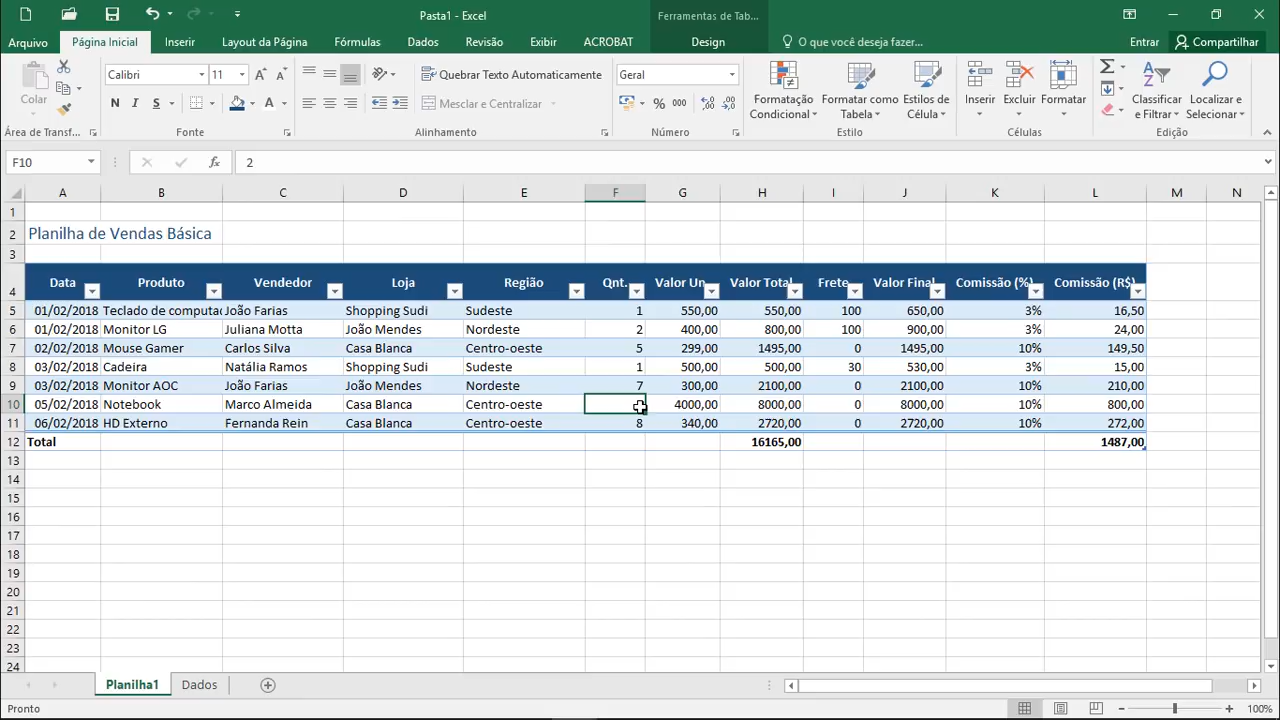 Pasta1 - Excel
Ferramentas de Tab...
Arquivo Página Inicial Inserir Layout da Página Fórmulas Dados Revisão Exibir ACROBAT Design O que você deseja fazer... Entrar Compartilhar
Calibri 11 Quebrar Texto Automaticamente Geral
Colar N I S Mesclar e Centralizar % 000 Formatação Condicional Formatar como Tabela Estilos de Célula Inserir Excluir Formatar Classificar e Filtrar Localizar e Selecionar
Área de Transf... Fonte Alinhamento Número Estilo Células Edição
F10 fx 2
A B C D E F G H I J K L M N
1
2 Planilha de Vendas Básica
3
4 Data Produto Vendedor Loja Região Qnt. Valor Un. Valor Total Frete Valor Final Comissão (%) Comissão (R$)
5 01/02/2018 Teclado de computa João Farias Shopping Sudi Sudeste 1 550,00 550,00 100 650,00 3% 16,50
6 01/02/2018 Monitor LG Juliana Motta João Mendes Nordeste 2 400,00 800,00 100 900,00 3% 24,00
7 02/02/2018 Mouse Gamer Carlos Silva Casa Blanca Centro-oeste 5 299,00 1495,00 0 1495,00 10% 149,50
8 03/02/2018 Cadeira Natália Ramos Shopping Sudi Sudeste 1 500,00 500,00 30 530,00 3% 15,00
9 03/02/2018 Monitor AOC João Farias João Mendes Nordeste 7 300,00 2100,00 0 2100,00 10% 210,00
10 05/02/2018 Notebook Marco Almeida Casa Blanca Centro-oeste 4000,00 8000,00 0 8000,00 10% 800,00
11 06/02/2018 HD Externo Fernanda Rein Casa Blanca Centro-oeste 8 340,00 2720,00 0 2720,00 10% 272,00
12 Total 16165,00 1487,00
13
14
15
16
17
18
19
20
21
22
23
24
Planilha1 Dados
Pronto 100%